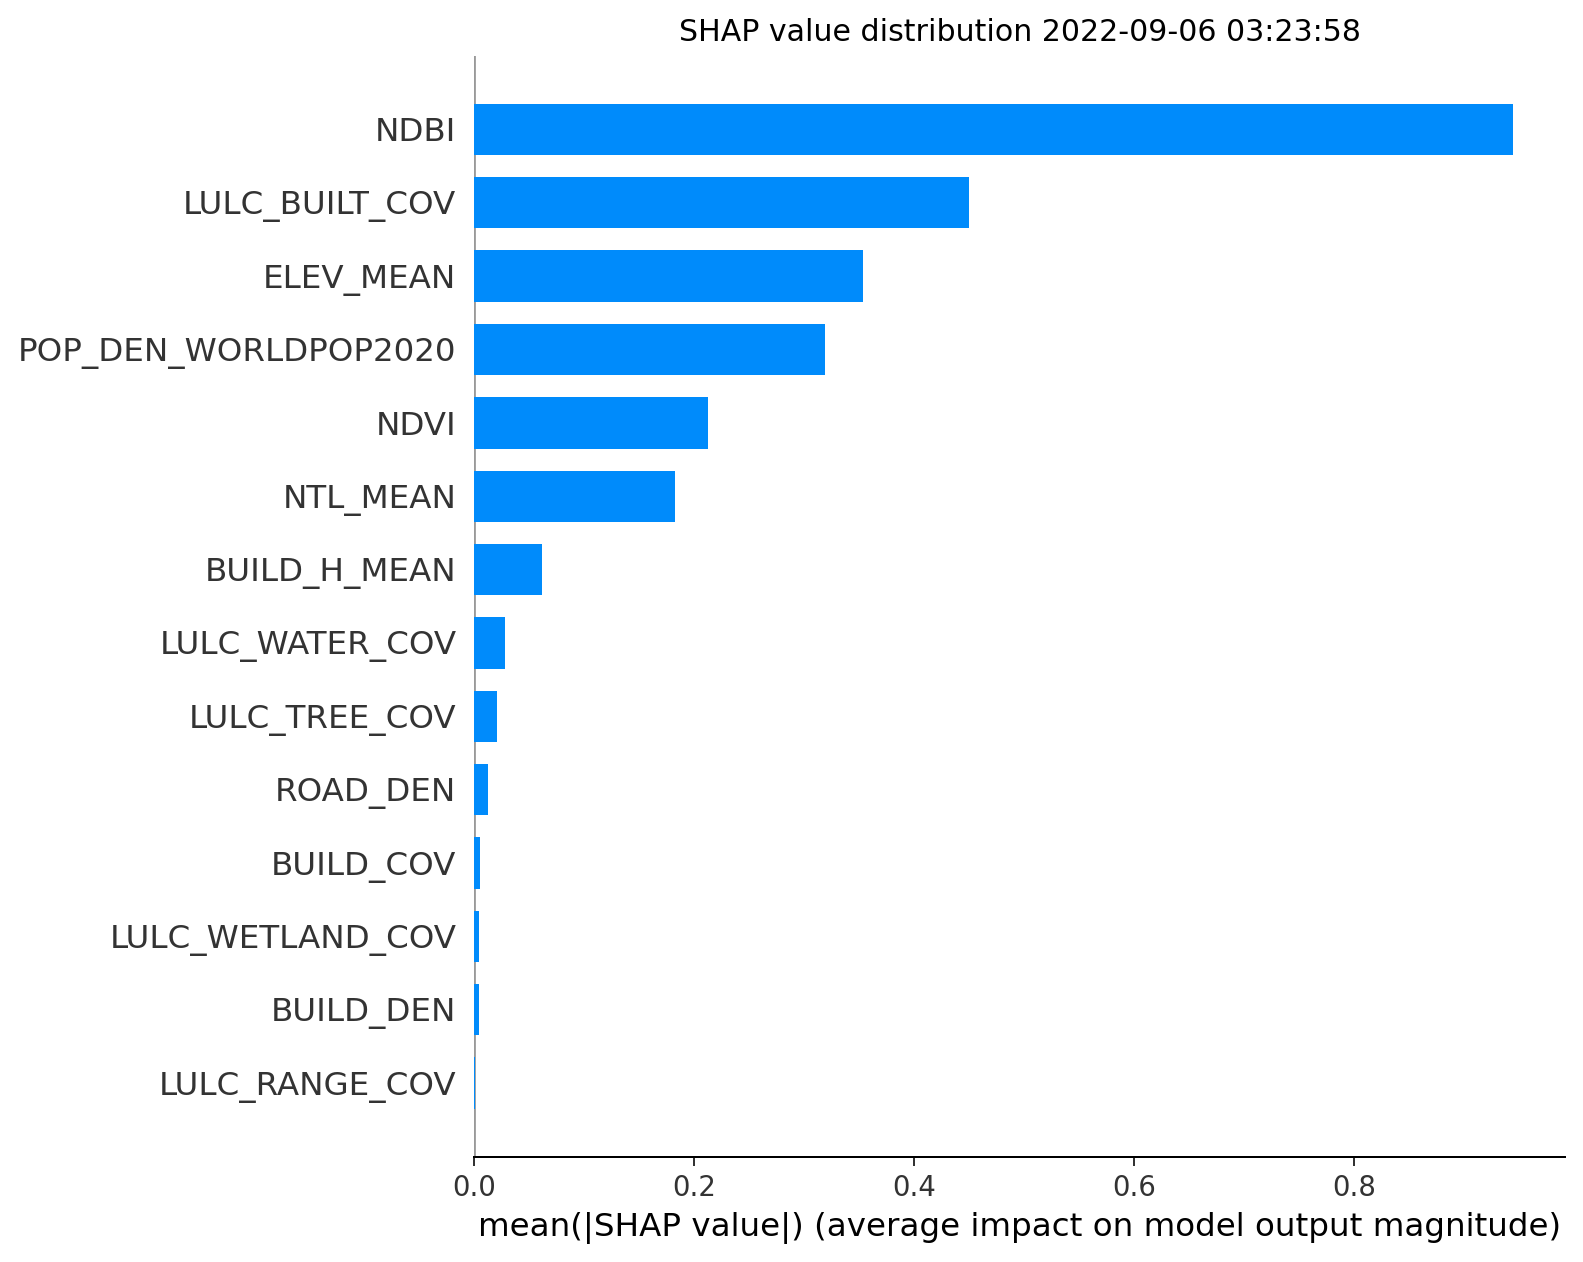 SHAP value distribution 2022-09-06 03:23:58
NDBI
LULC_BUILT_COV
ELEV_MEAN
POP_DEN_WORLDPOP2020
NDVI
NTL_MEAN
BUILD_H_MEAN
LULC_WATER_COV
LULC_TREE_COV
ROAD_DEN
BUILD_COV
LULC_WETLAND_COV
BUILD_DEN
LULC_RANGE_COV
0.0 0.2 0.4 0.6 0.8
mean(|SHAP value|) (average impact on model output magnitude)